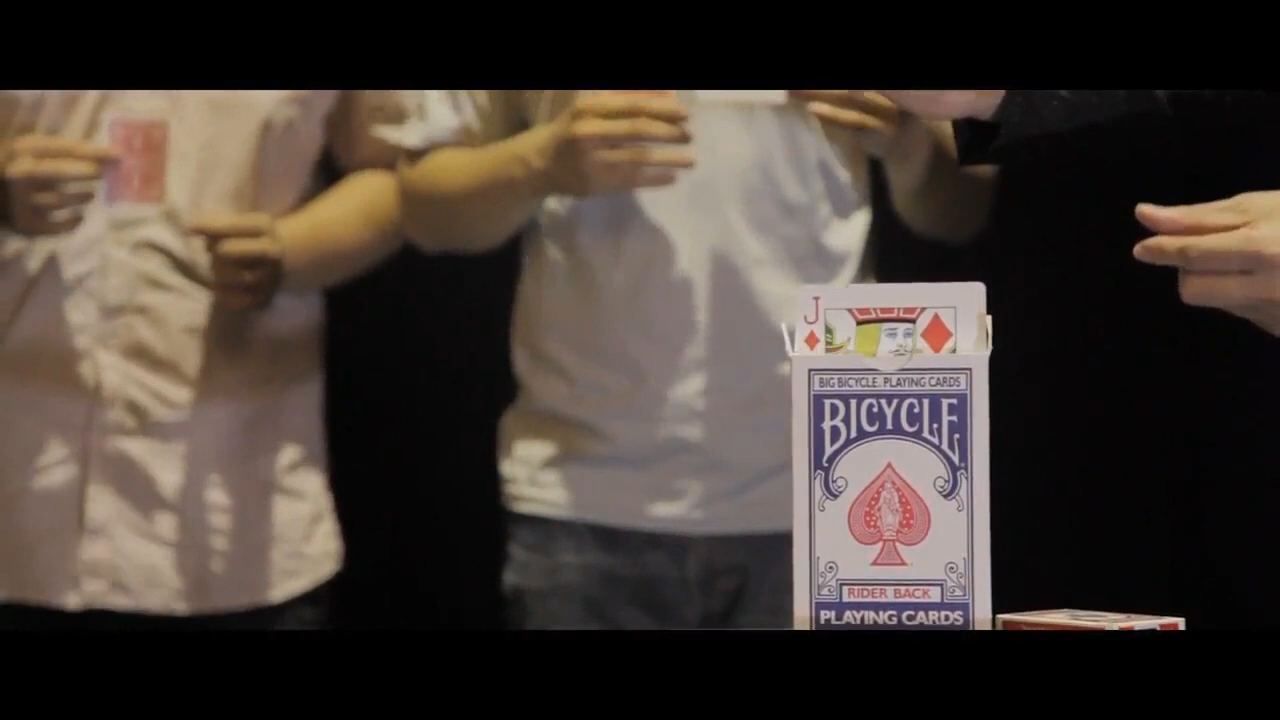 J
BIG BICYCLE PLAYING CARDS
BICYCLE
RIDER BACK
PLAYING CARDS